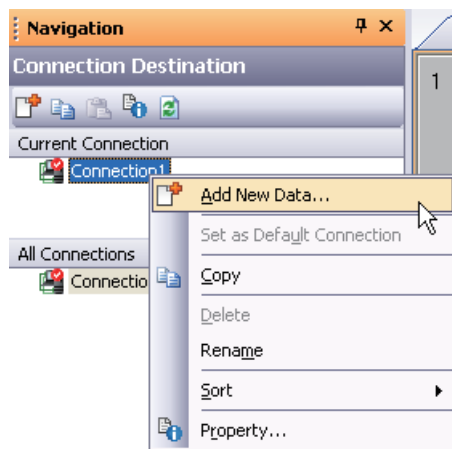 Navigation
Connection Destination
1
Current Connection
Connection1
Add New Data...
Set as Default Connection
All Connections
Connectio
Copy
Delete
Rename
Sort
Property...